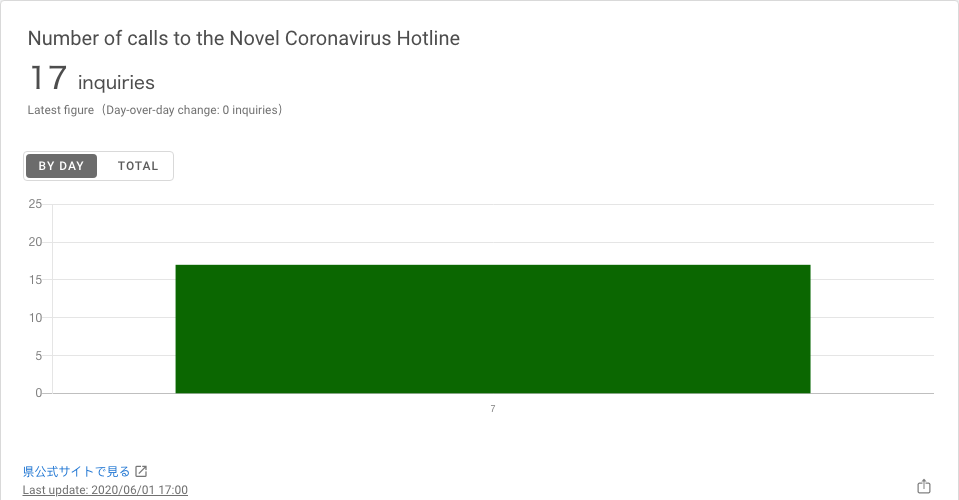 Number of calls to the Novel Coronavirus Hotline
17 inquiries
Latest figure（Day-over-day change: 0 inquiries）
BY DAY TOTAL
25
20
15
10
5
0
7
県公式サイトで見る
Last update: 2020/06/01 17:00